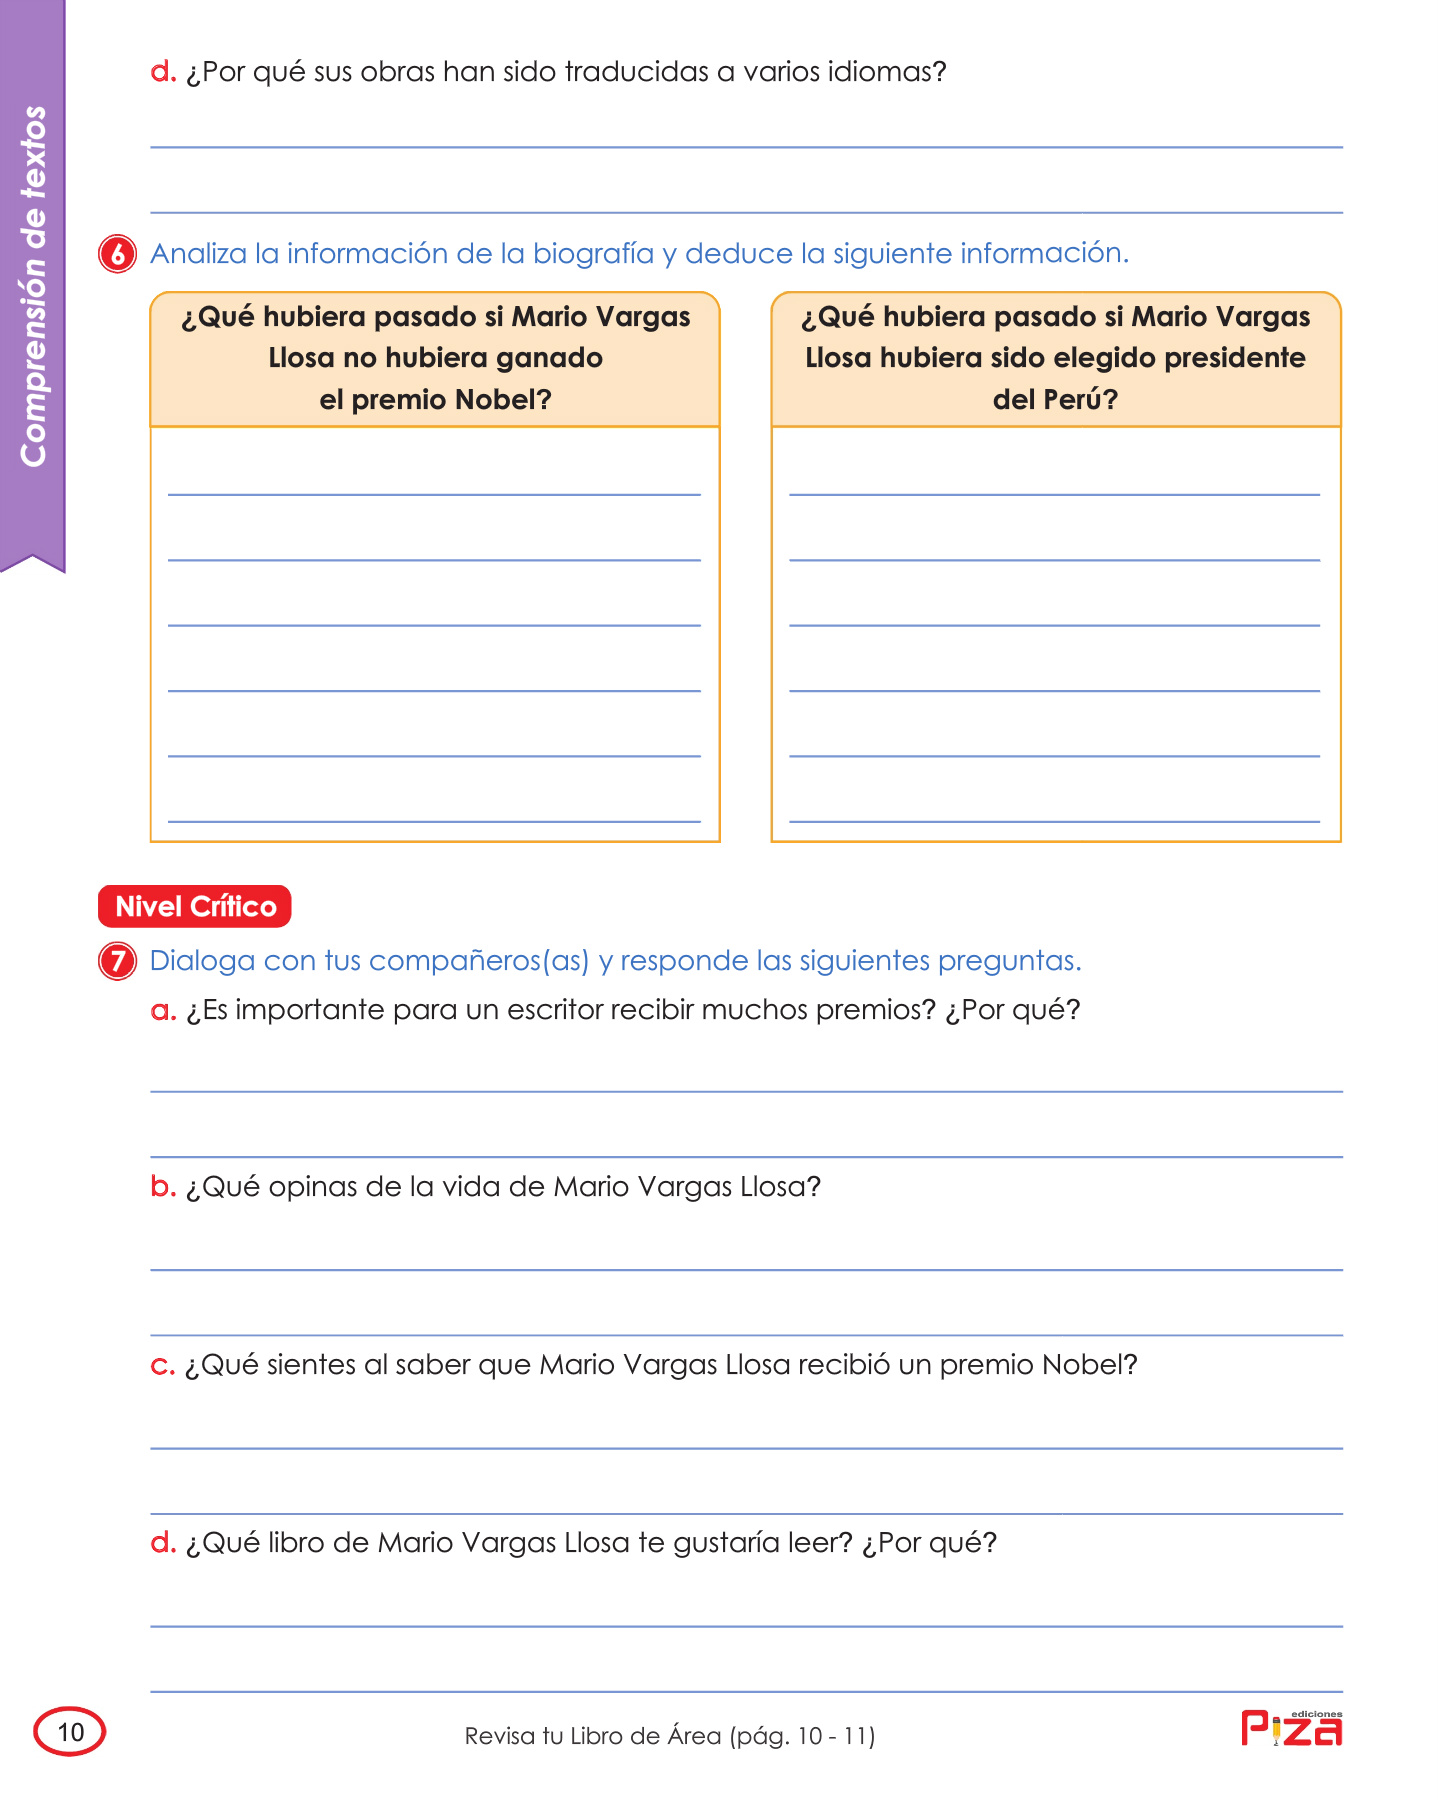 Comprensión de textos
d. ¿Por qué sus obras han sido traducidas a varios idiomas?
6 Analiza la información de la biografía y deduce la siguiente información.
¿Qué hubiera pasado si Mario Vargas
Llosa no hubiera ganado
el premio Nobel?
¿Qué hubiera pasado si Mario Vargas
Llosa hubiera sido elegido presidente
del Perú?
Nivel Crítico
7 Dialoga con tus compañeros(as) y responde las siguientes preguntas.
a. ¿Es importante para un escritor recibir muchos premios? ¿Por qué?
b. ¿Qué opinas de la vida de Mario Vargas Llosa?
c. ¿Qué sientes al saber que Mario Vargas Llosa recibió un premio Nobel?
d. ¿Qué libro de Mario Vargas Llosa te gustaría leer? ¿Por qué?
10
Revisa tu Libro de Área (pág. 10 - 11)
ediciones
Piza